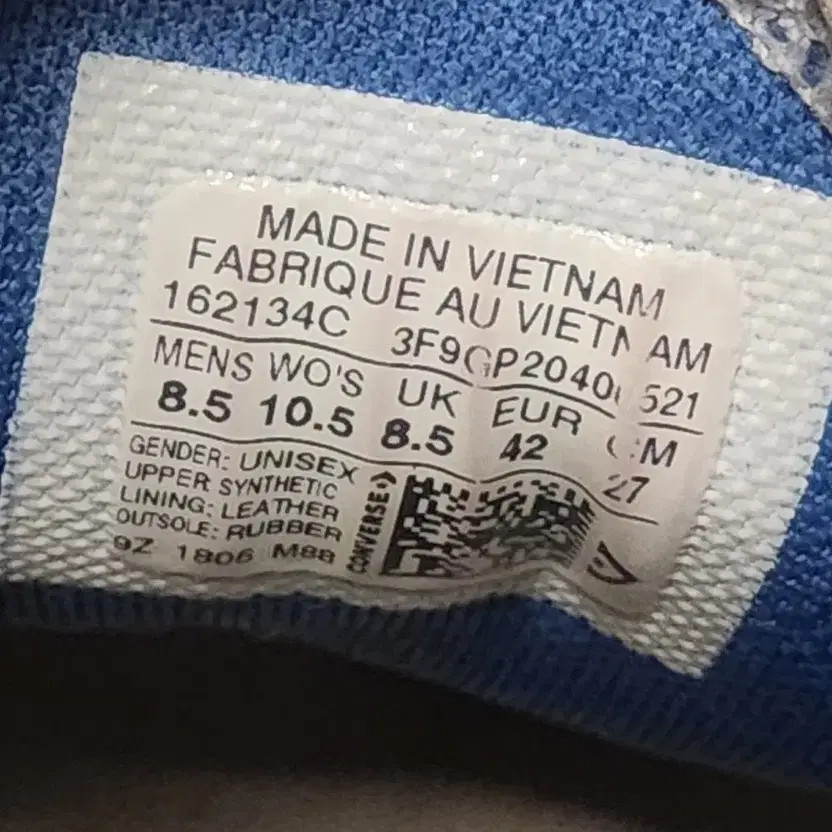 MADE IN VIETNAM
FABRIQUE AU VIETNAM
162134C
MENS WO'S UK EUR CM
8.5 10.5 8.5 42 27
GENDER: UNISEX
UPPER SYNTHETIC
LINING: LEATHER
OUTSOLE: RUBBER
9Z 1806 M88
CONVERSE